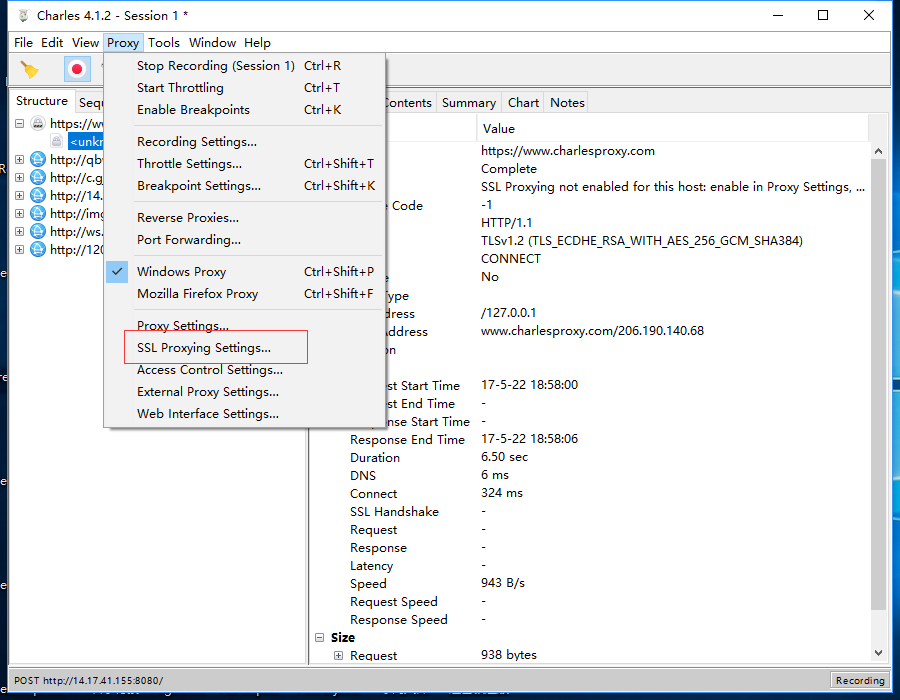 Charles 4.1.2 - Session 1 *
File Edit View Proxy Tools Window Help
Stop Recording (Session 1) Ctrl+R
Start Throttling Ctrl+T
Enable Breakpoints Ctrl+K
Recording Settings...
Throttle Settings... Ctrl+Shift+T
Breakpoint Settings... Ctrl+Shift+K
Reverse Proxies...
Port Forwarding...
Windows Proxy Ctrl+Shift+P
Mozilla Firefox Proxy Ctrl+Shift+F
Proxy Settings...
SSL Proxying Settings...
Access Control Settings...
External Proxy Settings...
Web Interface Settings...
Structure Sequ
https://ww
<unkn
http://qb
http://c.g
http://14.
http://img
http://ws.
http://120
Contents Summary Chart Notes
Value
https://www.charlesproxy.com
Complete
SSL Proxying not enabled for this host: enable in Proxy Settings, ...
Code -1
HTTP/1.1
TLSv1.2 (TLS_ECDHE_RSA_WITH_AES_256_GCM_SHA384)
CONNECT
No
ype
dress /127.0.0.1
ddress www.charlesproxy.com/206.190.140.68
on
st Start Time 17-5-22 18:58:00
st End Time -
nse Start Time -
Response End Time 17-5-22 18:58:06
Duration 6.50 sec
DNS 6 ms
Connect 324 ms
SSL Handshake -
Request -
Response -
Latency -
Speed 943 B/s
Request Speed -
Response Speed -
Size
Request 938 bytes
POST http://14.17.41.155:8080/ Recording